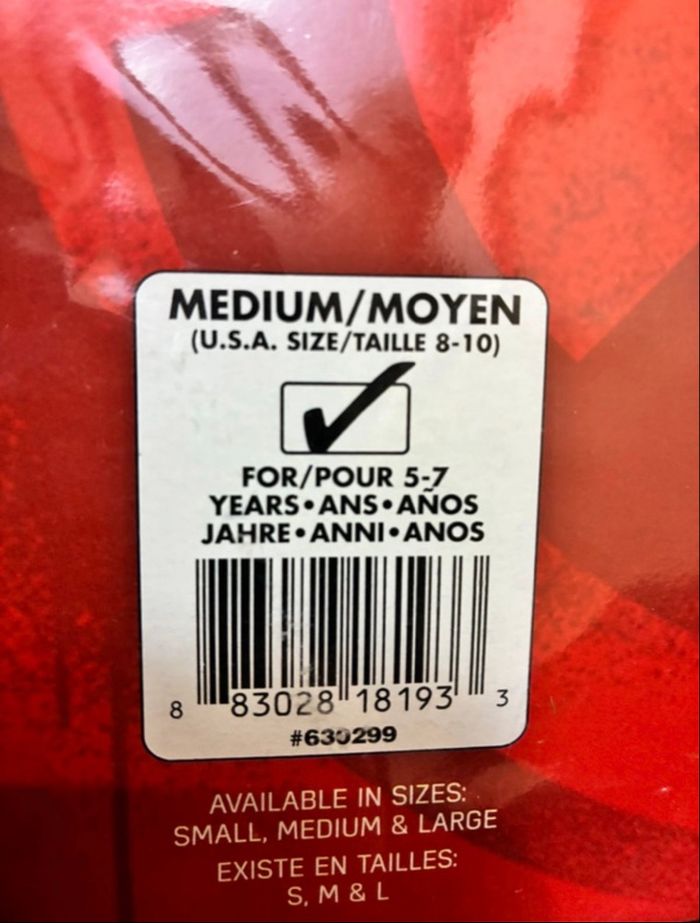 MEDIUM/MOYEN
(U.S.A. SIZE/TAILLE 8-10)
FOR/POUR 5-7
YEARS•ANS•AÑOS
JAHRE•ANNI•ANOS
8 83028 18193 3
#630299
AVAILABLE IN SIZES:
SMALL, MEDIUM & LARGE
EXISTE EN TAILLES:
S, M & L